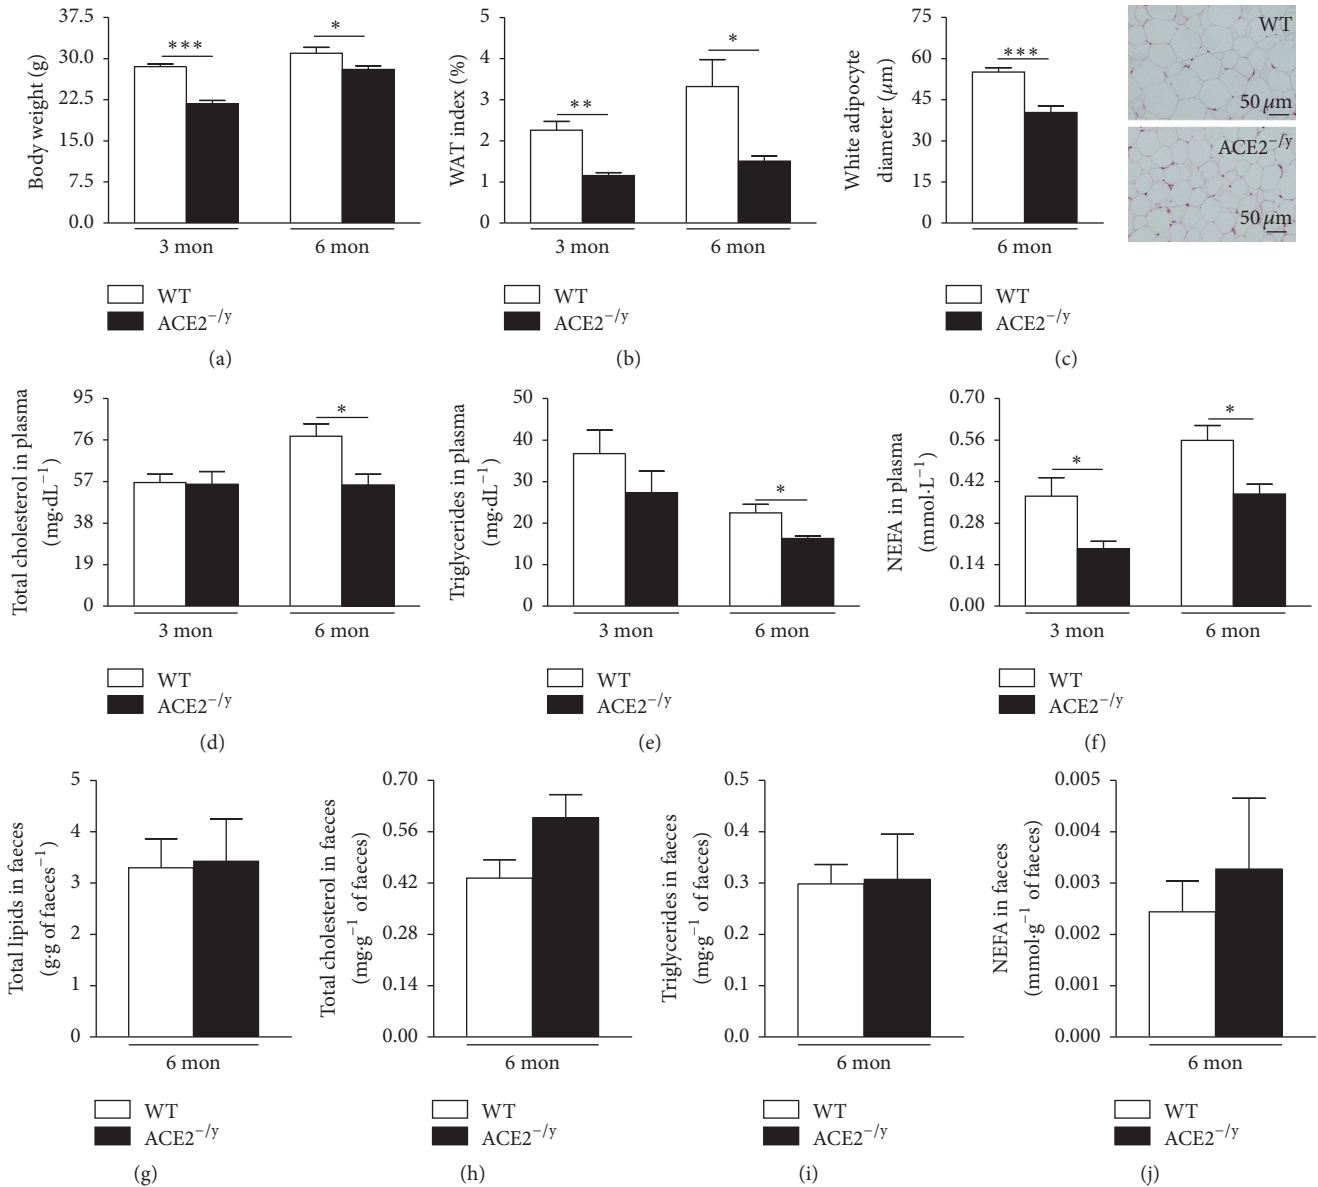 Body weight (g)
37.5
30.0
22.5
15.0
7.5
0.0
***
*
3 mon
6 mon
WT
ACE2−/y
(a)
WAT index (%)
5
4
3
2
1
0
**
*
3 mon
6 mon
WT
ACE2−/y
(b)
White adipocyte
diameter (μm)
75
60
45
30
15
0
***
6 mon
WT
ACE2−/y
(c)
WT
50 μm
ACE2−/y
50 μm
Total cholesterol in plasma
(mg·dL−1)
95
76
57
38
19
0
*
3 mon
6 mon
WT
ACE2−/y
(d)
Triglycerides in plasma
(mg·dL−1)
50
40
30
20
10
0
*
3 mon
6 mon
WT
ACE2−/y
(e)
NEFA in plasma
(mmol·L−1)
0.70
0.56
0.42
0.28
0.14
0.00
*
*
3 mon
6 mon
WT
ACE2−/y
(f)
Total lipids in faeces
(g·g of faeces−1)
5
4
3
2
1
0
6 mon
WT
ACE2−/y
(g)
Total cholesterol in faeces
(mg·g−1 of faeces)
0.70
0.56
0.42
0.28
0.14
0.00
6 mon
WT
ACE2−/y
(h)
Triglycerides in faeces
(mg·g−1 of faeces)
0.5
0.4
0.3
0.2
0.1
0.0
6 mon
WT
ACE2−/y
(i)
NEFA in faeces
(mmol·g−1 of faeces)
0.005
0.004
0.003
0.002
0.001
0.000
6 mon
WT
ACE2−/y
(j)